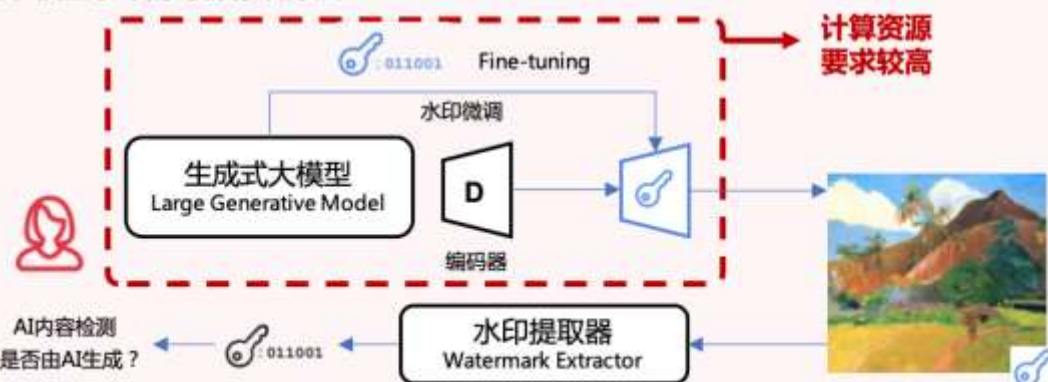 计算资源
要求较高
:011001 Fine-tuning
水印微调
生成式大模型
Large Generative Model
D
编码器
AI内容检测
是否由AI生成？
:011001
水印提取器
Watermark Extractor